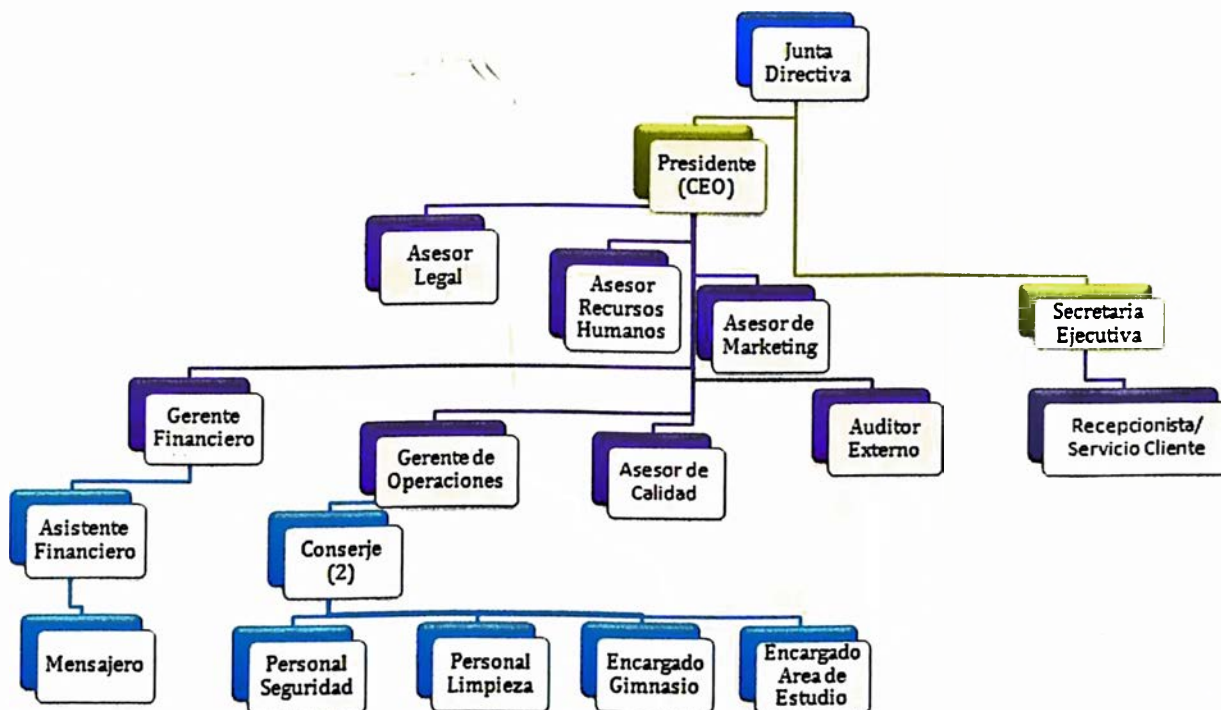 Junta
Directiva
Presidente
(CEO)
Asesor
Legal
Asesor
Recursos
Humanos
Asesor de
Marketing
Secretaria
Ejecutiva
Gerente
Financiero
Gerente de
Operaciones
Asesor de
Calidad
Auditor
Externo
Recepcionista/
Servicio Cliente
Asistente
Financiero
Conserje
(2)
Mensajero
Personal
Seguridad
Personal
Limpieza
Encargado
Gimnasio
Encargado
Area de
Estudio